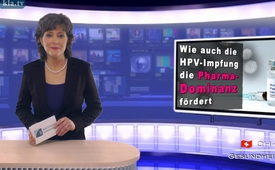 kla.tv
Wie auch die
HPV-Impfung
die Pharma-
Dominanz
fördert
CH
GESUNDHEIT